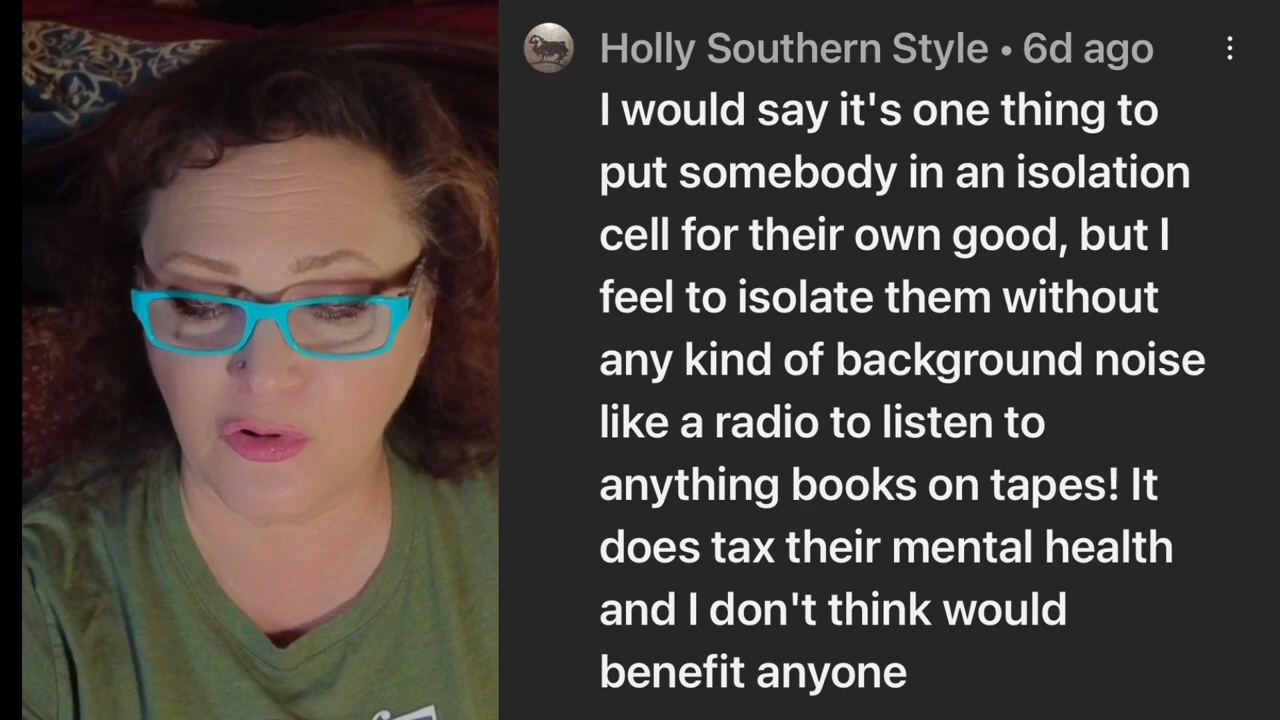 Holly Southern Style • 6d ago
I would say it's one thing to
put somebody in an isolation
cell for their own good, but I
feel to isolate them without
any kind of background noise
like a radio to listen to
anything books on tapes! It
does tax their mental health
and I don't think would
benefit anyone